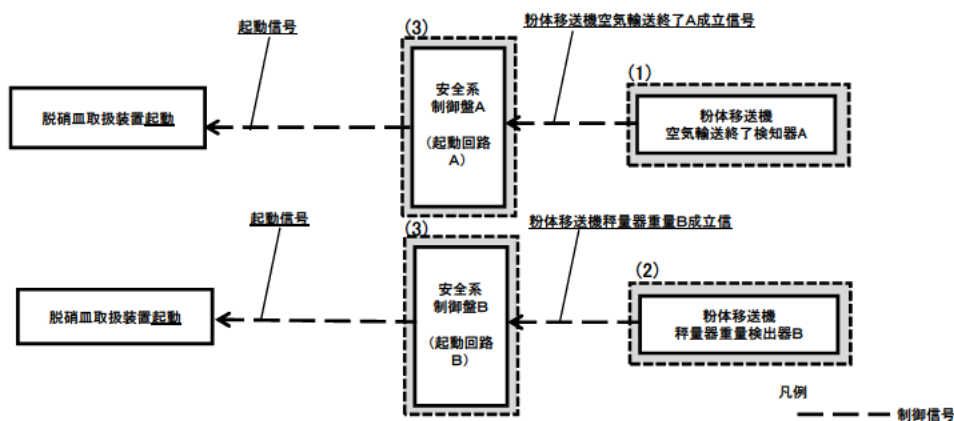 起動信号
(3)
粉体移送機空気輸送終了A成立信号
(1)
脱硝皿取扱装置起動
安全系
制御盤A
(起動回路
A)
粉体移送機
空気輸送終了検知器A
起動信号
(3)
粉体移送機秤量器重量B成立信
(2)
脱硝皿取扱装置起動
安全系
制御盤B
(起動回路
B)
粉体移送機
秤量器重量検出器B
凡例
制御信号